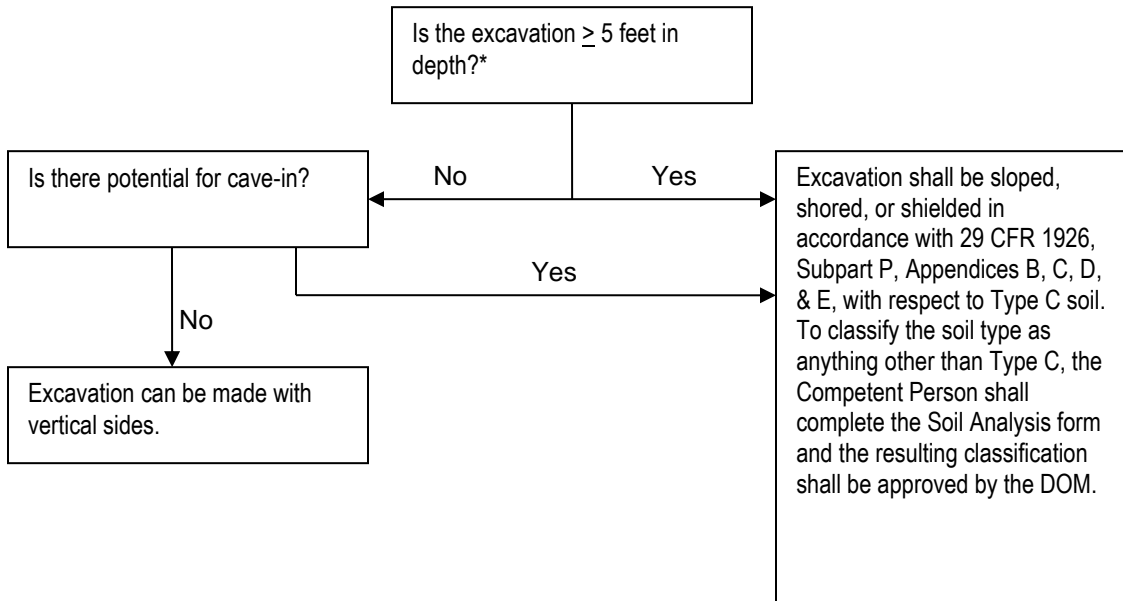 Is the excavation ≥ 5 feet in
depth?*
Is there potential for cave-in?
No
Yes
Excavation shall be sloped,
shored, or shielded in
accordance with 29 CFR 1926,
Subpart P, Appendices B, C, D,
& E, with respect to Type C soil.
To classify the soil type as
anything other than Type C, the
Competent Person shall
complete the Soil Analysis form
and the resulting classification
shall be approved by the DOM.
Yes
No
Excavation can be made with
vertical sides.